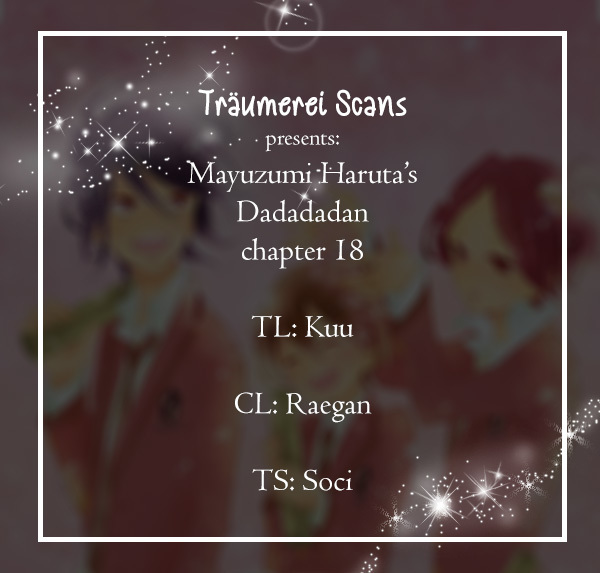 Träumerei Scans
presents:
Mayuzumi Haruta's
Dadadadan
chapter 18
TL: Kuu
CL: Raegan
TS: Soci